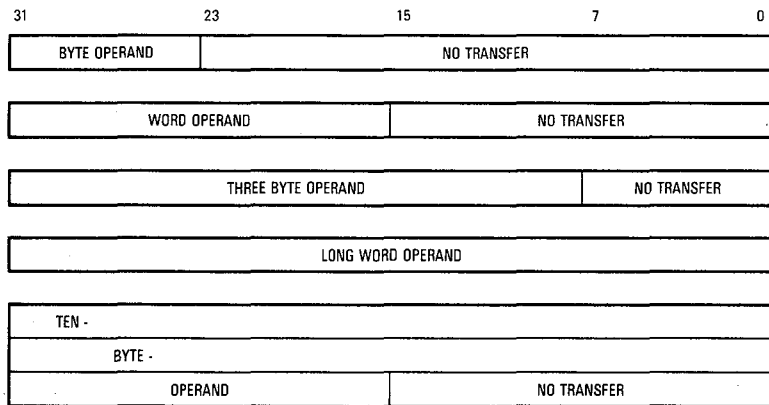 31 23 15 7 0
BYTE OPERAND NO TRANSFER
WORD OPERAND NO TRANSFER
THREE BYTE OPERAND NO TRANSFER
LONG WORD OPERAND
TEN -
BYTE -
OPERAND NO TRANSFER